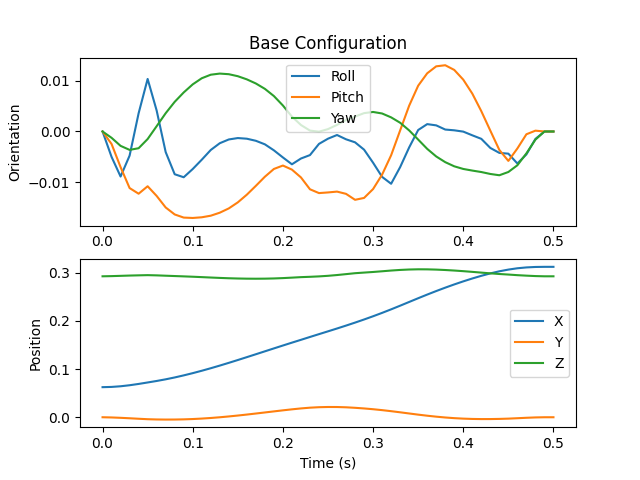 Base Configuration
Orientation
0.01
0.00
−0.01
Roll
Pitch
Yaw
0.0 0.1 0.2 0.3 0.4 0.5
Position
0.3
0.2
0.1
0.0
X
Y
Z
0.0 0.1 0.2 0.3 0.4 0.5
Time (s)